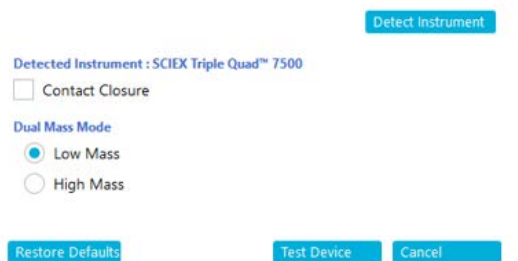 Detect Instrument
Detected Instrument : SCIEX Triple Quad™ 7500
Contact Closure
Dual Mass Mode
Low Mass
High Mass
Restore Defaults
Test Device
Cancel